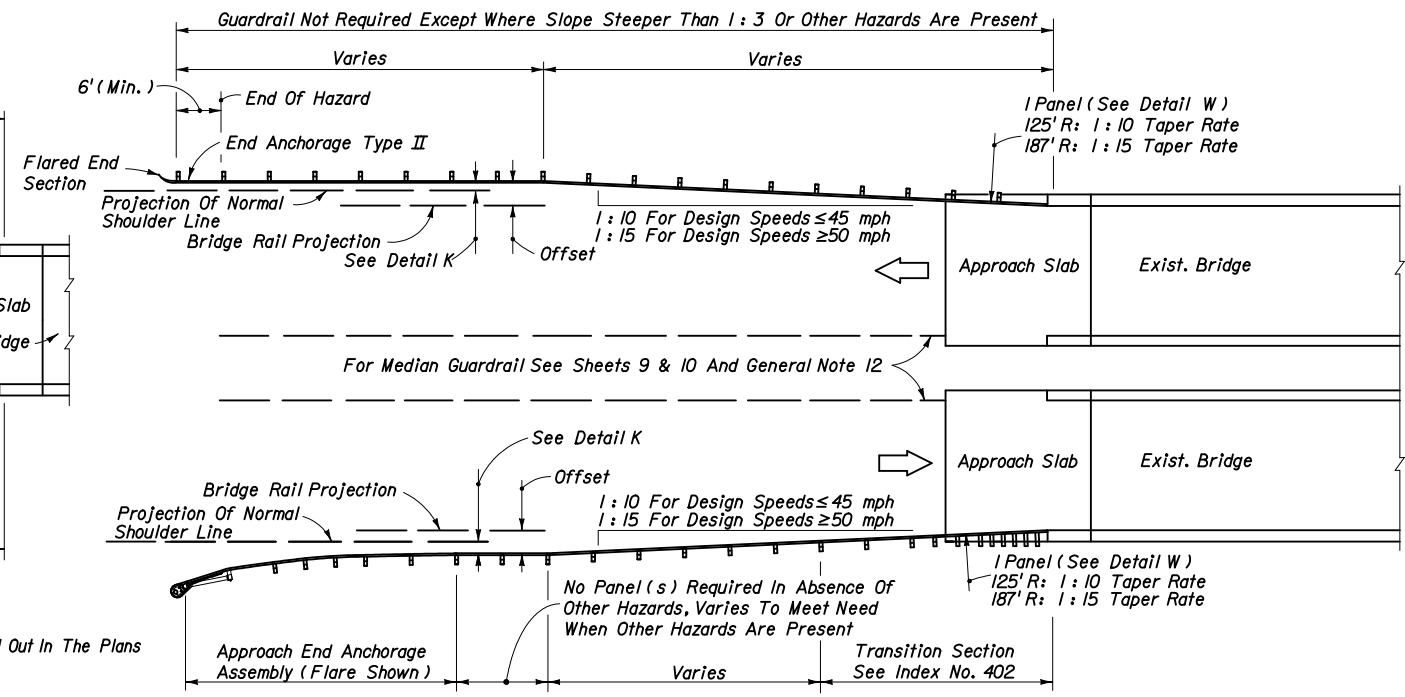 Guardrail Not Required Except Where Slope Steeper Than 1 : 3 Or Other Hazards Are Present
Varies
Varies
6' (Min.)
End Of Hazard
1 Panel (See Detail W)
125' R: 1 : 10 Taper Rate
187' R: 1 : 15 Taper Rate
End Anchorage Type II
Flared End
Section
Projection Of Normal
Shoulder Line
Bridge Rail Projection
See Detail K
Offset
1 : 10 For Design Speeds ≤ 45 mph
1 : 15 For Design Speeds ≥ 50 mph
Approach Slab
Exist. Bridge
Slab
idge
For Median Guardrail See Sheets 9 & 10 And General Note 12
See Detail K
Offset
Bridge Rail Projection
Projection Of Normal
Shoulder Line
1 : 10 For Design Speeds ≤ 45 mph
1 : 15 For Design Speeds ≥ 50 mph
Approach Slab
Exist. Bridge
1 Panel (See Detail W)
125' R: 1 : 10 Taper Rate
187' R: 1 : 15 Taper Rate
No Panel(s) Required In Absence Of
Other Hazards, Varies To Meet Need
When Other Hazards Are Present
Out In The Plans
Approach End Anchorage
Assembly (Flare Shown)
Varies
Transition Section
See Index No. 402